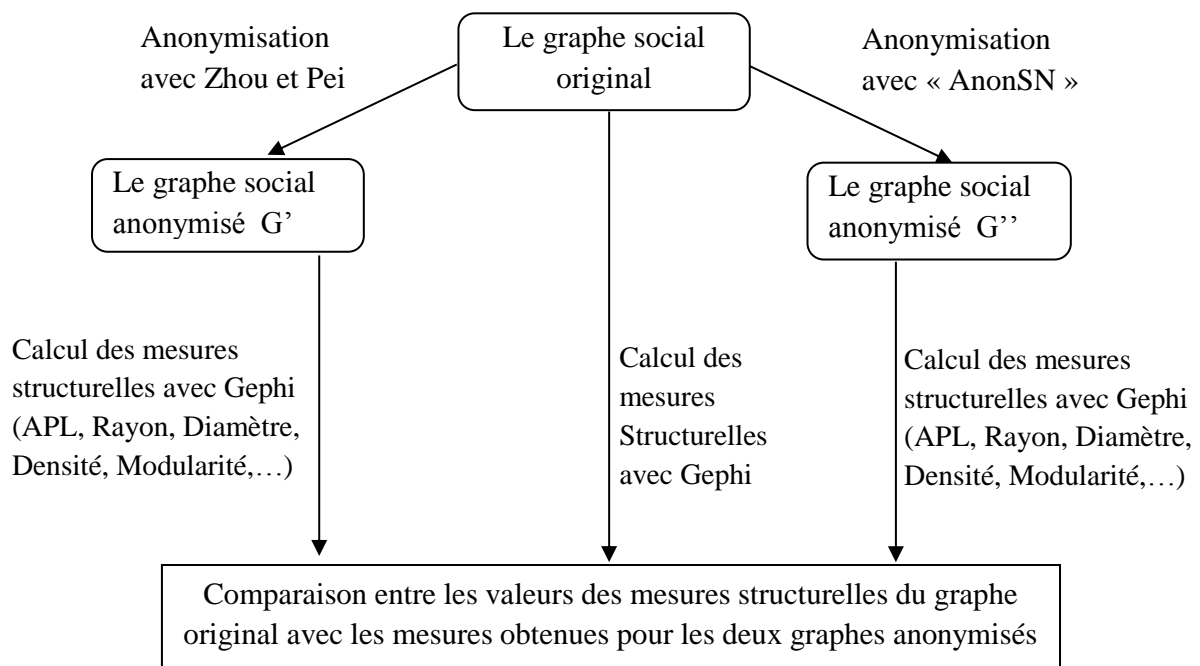 Anonymisation
avec Zhou et Pei
Le graphe social
original
Anonymisation
avec « AnonSN »
Le graphe social
anonymisé G'
Le graphe social
anonymisé G’’
Calcul des mesures
structurelles avec Gephi
(APL, Rayon, Diamètre,
Densité, Modularité,…)
Calcul des
mesures
Structurelles
avec Gephi
Calcul des mesures
structurelles avec Gephi
(APL, Rayon, Diamètre,
Densité, Modularité,…)
Comparaison entre les valeurs des mesures structurelles du graphe
original avec les mesures obtenues pour les deux graphes anonymisés